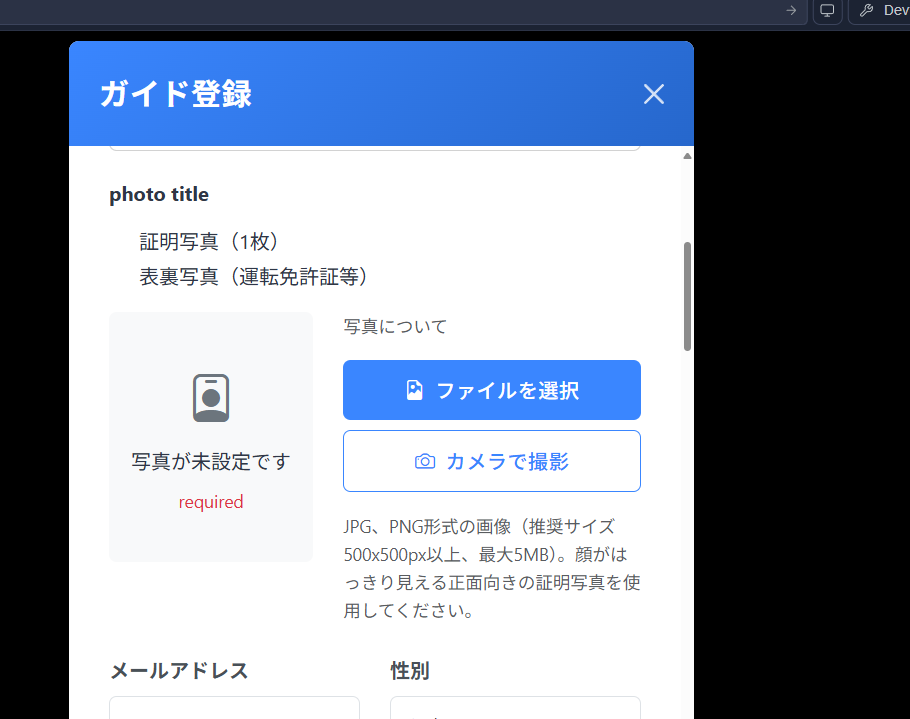 Dev
ガイド登録
photo title
証明写真（1枚）
表裏写真（運転免許証等）
写真が未設定です
required
写真について
ファイルを選択
カメラで撮影
JPG、PNG形式の画像（推奨サイズ
500x500px以上、最大5MB）。顔がは
っきり見える正面向きの証明写真を使
用してください。
メールアドレス
性別